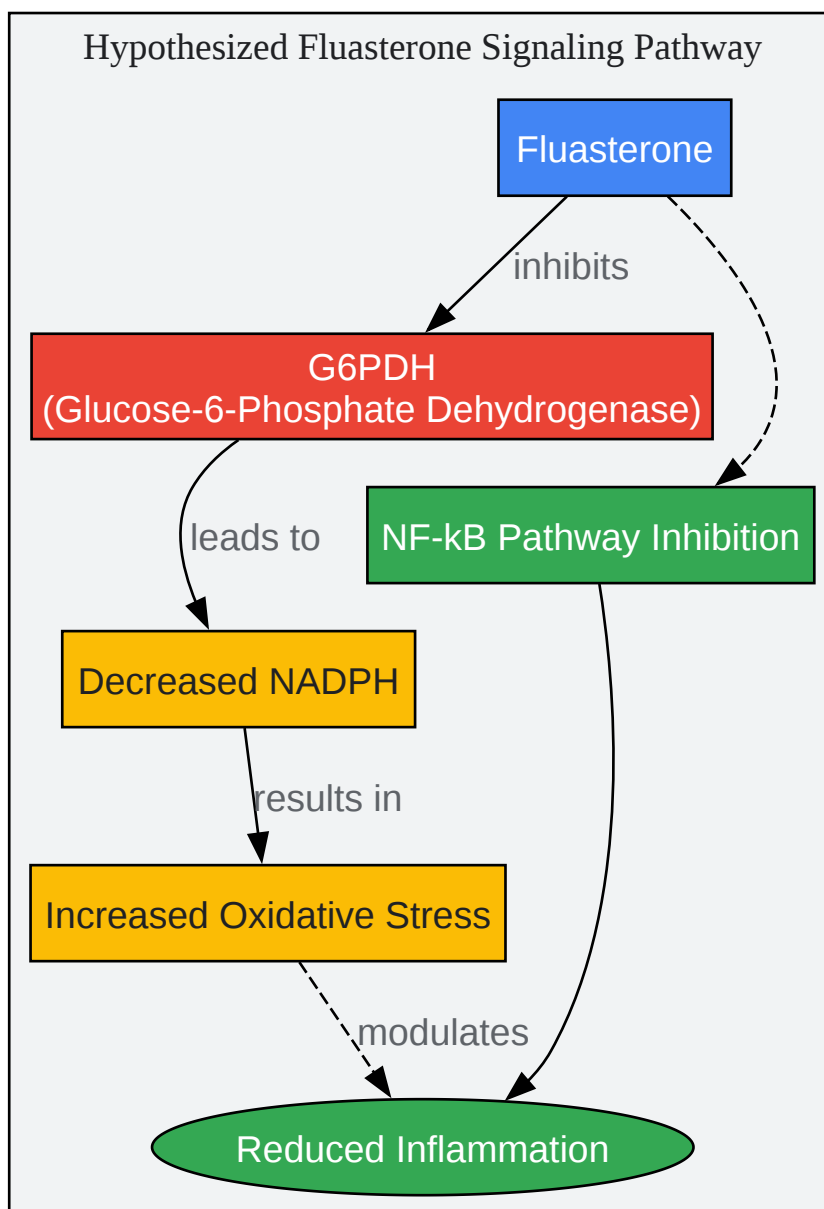 Hypothesized Fluasterone Signaling Pathway
Fluasterone
inhibits
G6PDH
(Glucose-6-Phosphate Dehydrogenase)
NF-kB Pathway Inhibition
leads to
Decreased NADPH
results in
Increased Oxidative Stress
modulates
Reduced Inflammation